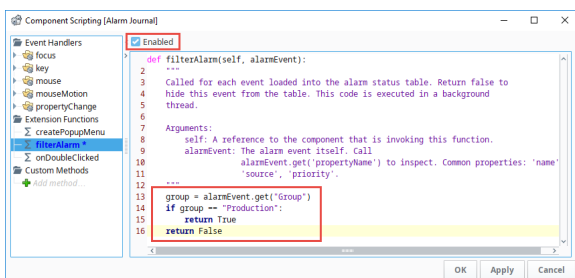 Component Scripting [Alarm Journal]
Event Handlers
focus
key
mouse
mouseMotion
propertyChange
Extension Functions
createPopupMenu
filterAlarm *
onDoubleClicked
Custom Methods
Add method...
Enabled
def filterAlarm(self, alarmEvent):
2 """
3 Called for each event loaded into the alarm status table. Return false to
4 hide this event from the table. This code is executed in a background
5 thread.
6
7 Arguments:
8 self: A reference to the component that is invoking this function.
9 alarmEvent: The alarm event itself. Call
10 alarmEvent.get('propertyName') to inspect. Common properties: 'name'
11 'source', 'priority'.
12 """
13 group = alarmEvent.get("Group")
14 if group == "Production":
15 return True
16 return False
OK Apply Cancel